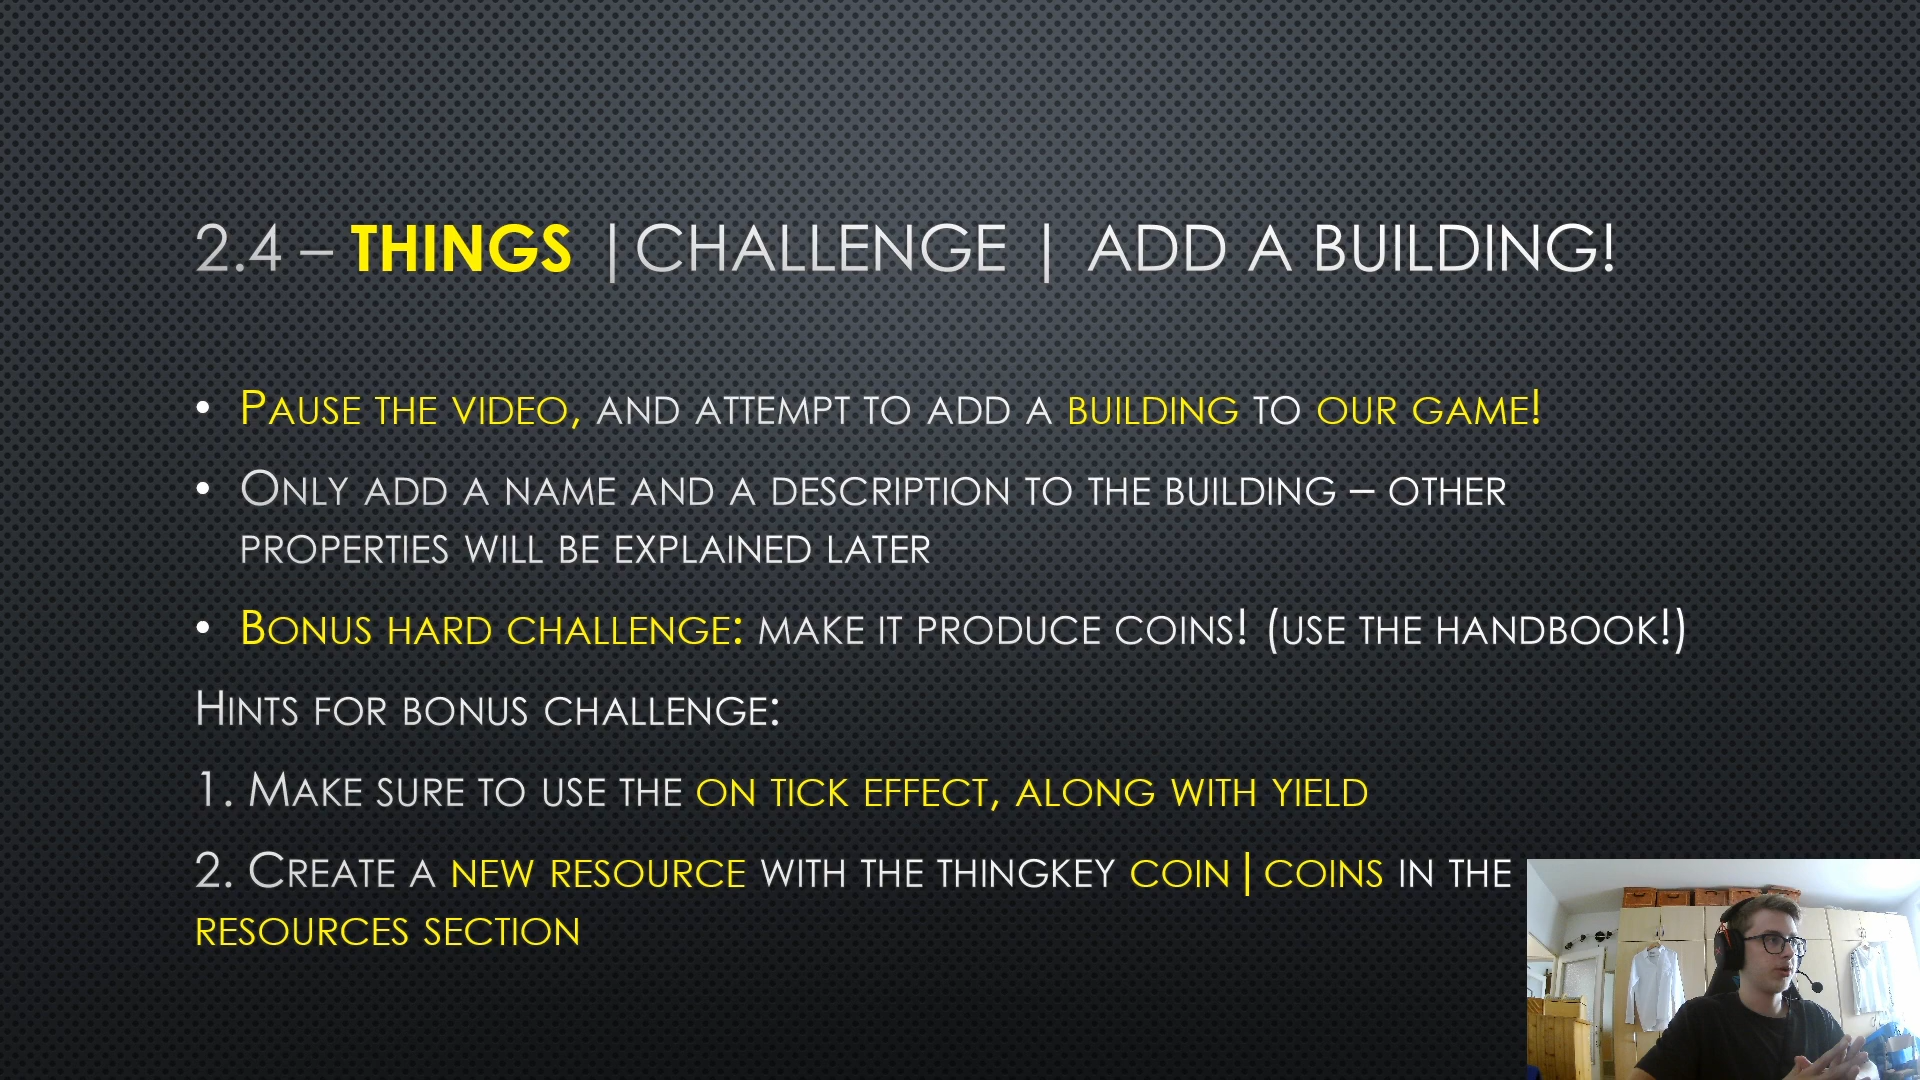 2.4 – THINGS | CHALLENGE | ADD A BUILDING!
• PAUSE THE VIDEO, AND ATTEMPT TO ADD A BUILDING TO OUR GAME!
• ONLY ADD A NAME AND A DESCRIPTION TO THE BUILDING – OTHER
PROPERTIES WILL BE EXPLAINED LATER
• BONUS HARD CHALLENGE: MAKE IT PRODUCE COINS! (USE THE HANDBOOK!)
HINTS FOR BONUS CHALLENGE:
1. MAKE SURE TO USE THE ON TICK EFFECT, ALONG WITH YIELD
2. CREATE A NEW RESOURCE WITH THE THINGKEY COIN|COINS IN THE
RESOURCES SECTION